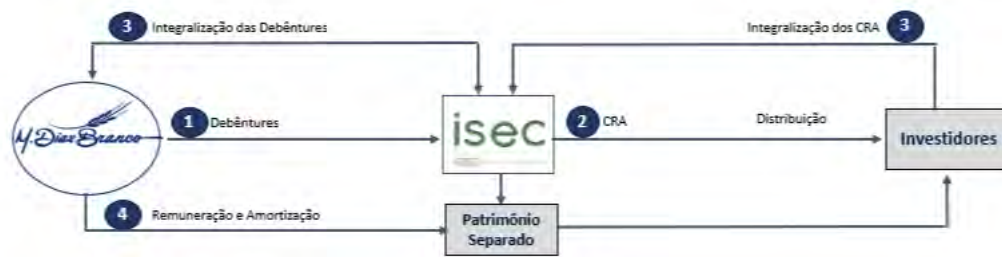 3 Integralização das Debêntures
Integralização dos CRA 3
M. Dias Branco
1 Debêntures
isec
2 CRA
Distribuição
Investidores
4 Remuneração e Amortização
Patrimônio
Separado